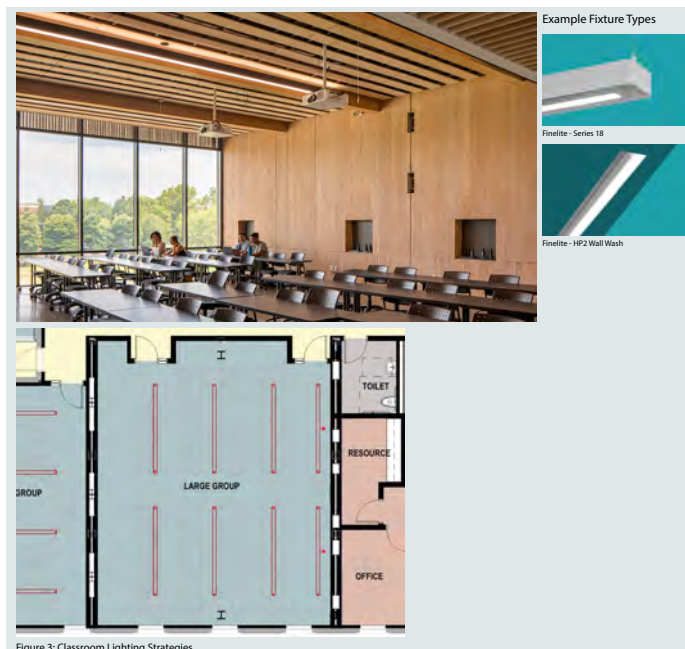 Example Fixture Types
Finelite - Series 18
Finelite - HP2 Wall Wash
TOILET
RESOURCE
GROUP
LARGE GROUP
OFFICE
Figure 3: Classroom Lighting Strategies